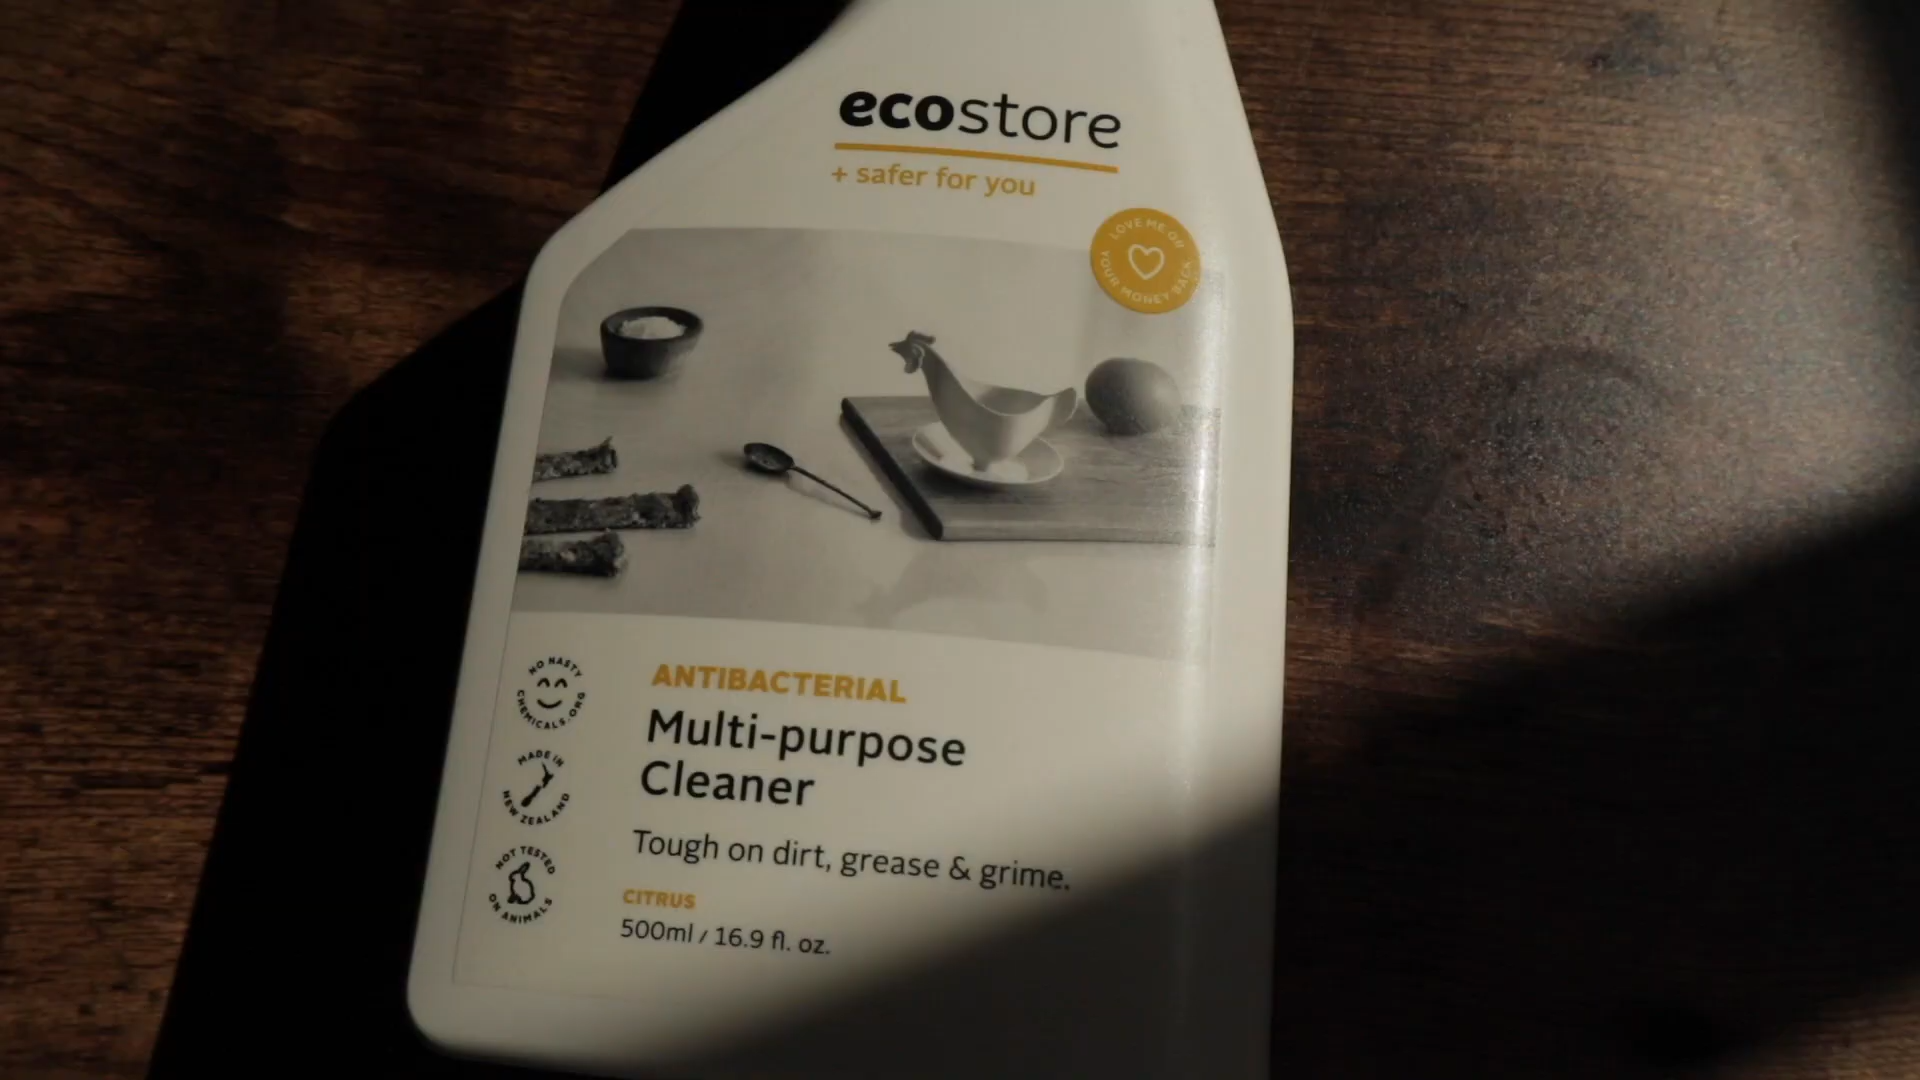 ecostore
+ safer for you
LOVE ME OR
YOUR MONEY BACK
NO NASTY
CHEMICALS.ORG
MADE IN
NEW ZEALAND
NOT TESTED
ON ANIMALS
ANTIBACTERIAL
Multi-purpose
Cleaner
Tough on dirt, grease & grime.
CITRUS
500ml / 16.9 fl. oz.